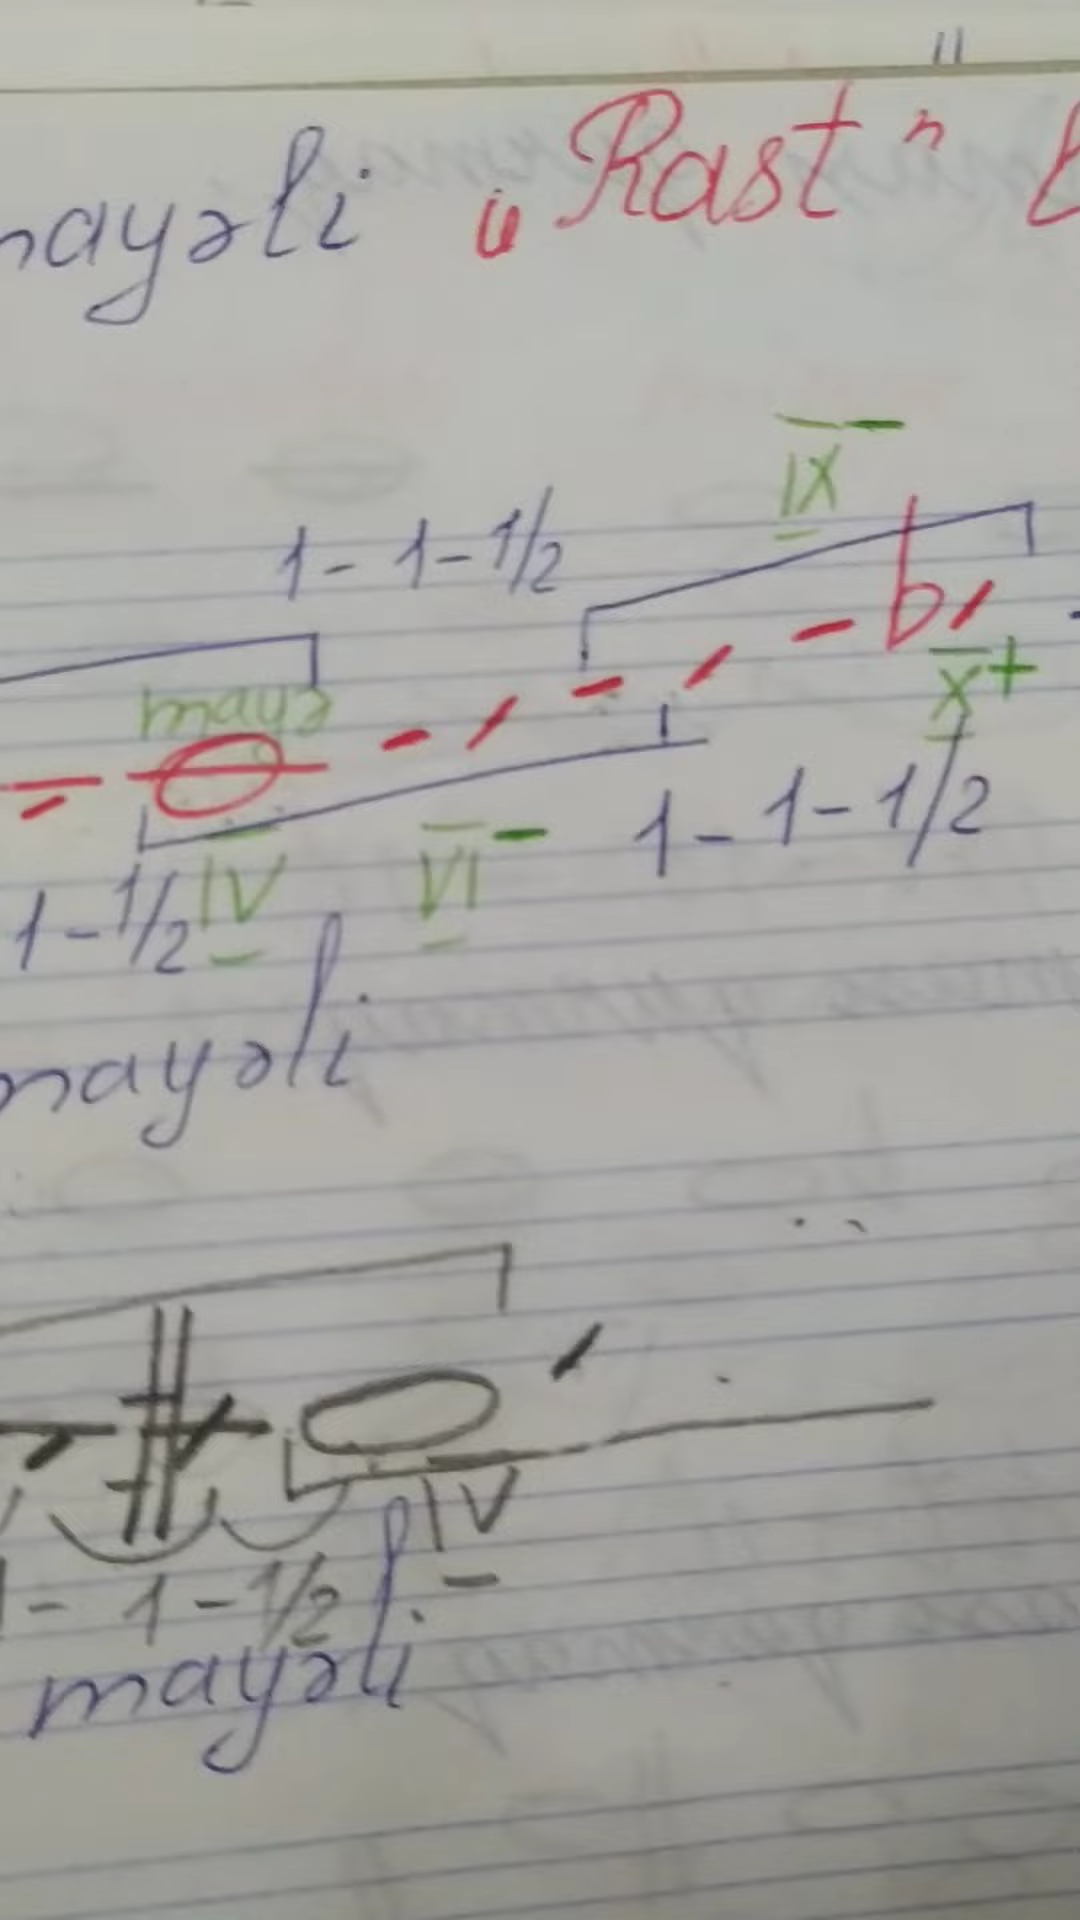 mayəli „Rast"
IX
1 - 1 - 1/2
b
X+
IV VI
1 - 1 - 1/2
1 - 1/2
mayəli
IV
1 - 1 - 1/2
mayəli